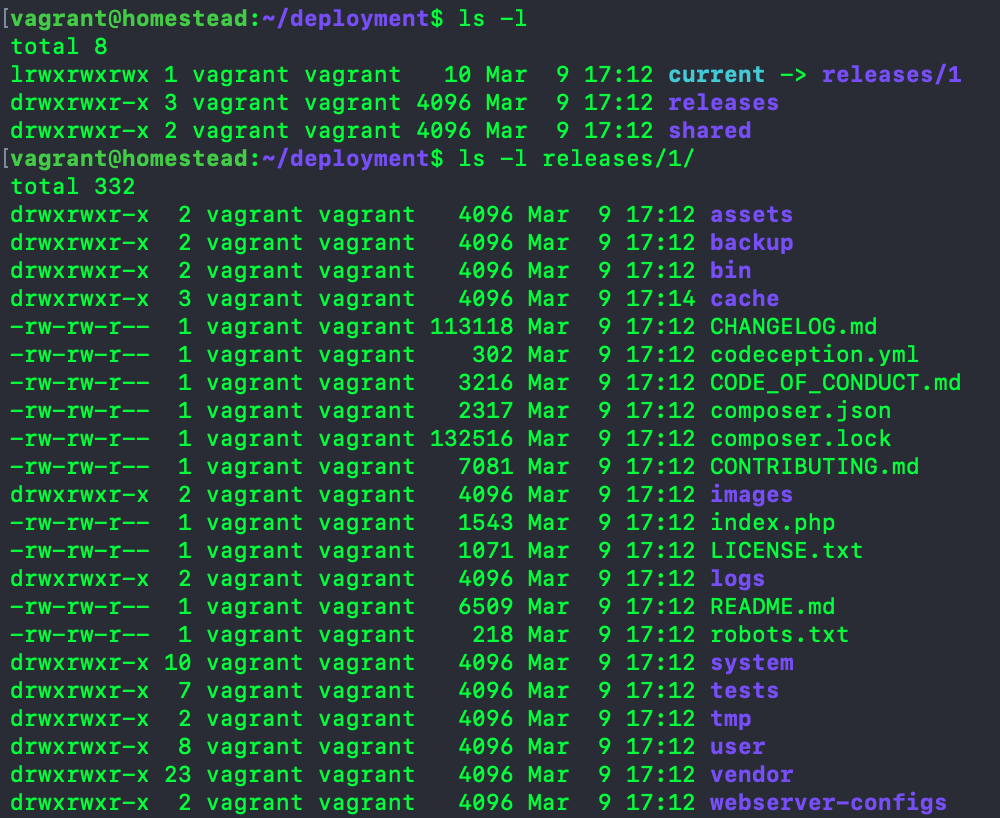 [vagrant@homestead:~/deployment$ ls -l
total 8
lrwxrwxrwx 1 vagrant vagrant   10 Mar  9 17:12 current -> releases/1
drwxrwxr-x 3 vagrant vagrant 4096 Mar  9 17:12 releases
drwxrwxr-x 2 vagrant vagrant 4096 Mar  9 17:12 shared
[vagrant@homestead:~/deployment$ ls -l releases/1/
total 332
drwxrwxr-x  2 vagrant vagrant   4096 Mar  9 17:12 assets
drwxrwxr-x  2 vagrant vagrant   4096 Mar  9 17:12 backup
drwxrwxr-x  2 vagrant vagrant   4096 Mar  9 17:12 bin
drwxrwxr-x  3 vagrant vagrant   4096 Mar  9 17:14 cache
-rw-rw-r--  1 vagrant vagrant 113118 Mar  9 17:12 CHANGELOG.md
-rw-rw-r--  1 vagrant vagrant    302 Mar  9 17:12 codeception.yml
-rw-rw-r--  1 vagrant vagrant   3216 Mar  9 17:12 CODE_OF_CONDUCT.md
-rw-rw-r--  1 vagrant vagrant   2317 Mar  9 17:12 composer.json
-rw-rw-r--  1 vagrant vagrant 132516 Mar  9 17:12 composer.lock
-rw-rw-r--  1 vagrant vagrant   7081 Mar  9 17:12 CONTRIBUTING.md
drwxrwxr-x  2 vagrant vagrant   4096 Mar  9 17:12 images
-rw-rw-r--  1 vagrant vagrant   1543 Mar  9 17:12 index.php
-rw-rw-r--  1 vagrant vagrant   1071 Mar  9 17:12 LICENSE.txt
drwxrwxr-x  2 vagrant vagrant   4096 Mar  9 17:12 logs
-rw-rw-r--  1 vagrant vagrant   6509 Mar  9 17:12 README.md
-rw-rw-r--  1 vagrant vagrant    218 Mar  9 17:12 robots.txt
drwxrwxr-x 10 vagrant vagrant   4096 Mar  9 17:12 system
drwxrwxr-x  7 vagrant vagrant   4096 Mar  9 17:12 tests
drwxrwxr-x  2 vagrant vagrant   4096 Mar  9 17:12 tmp
drwxrwxr-x  8 vagrant vagrant   4096 Mar  9 17:12 user
drwxrwxr-x 23 vagrant vagrant   4096 Mar  9 17:12 vendor
drwxrwxr-x  2 vagrant vagrant   4096 Mar  9 17:12 webserver-configs